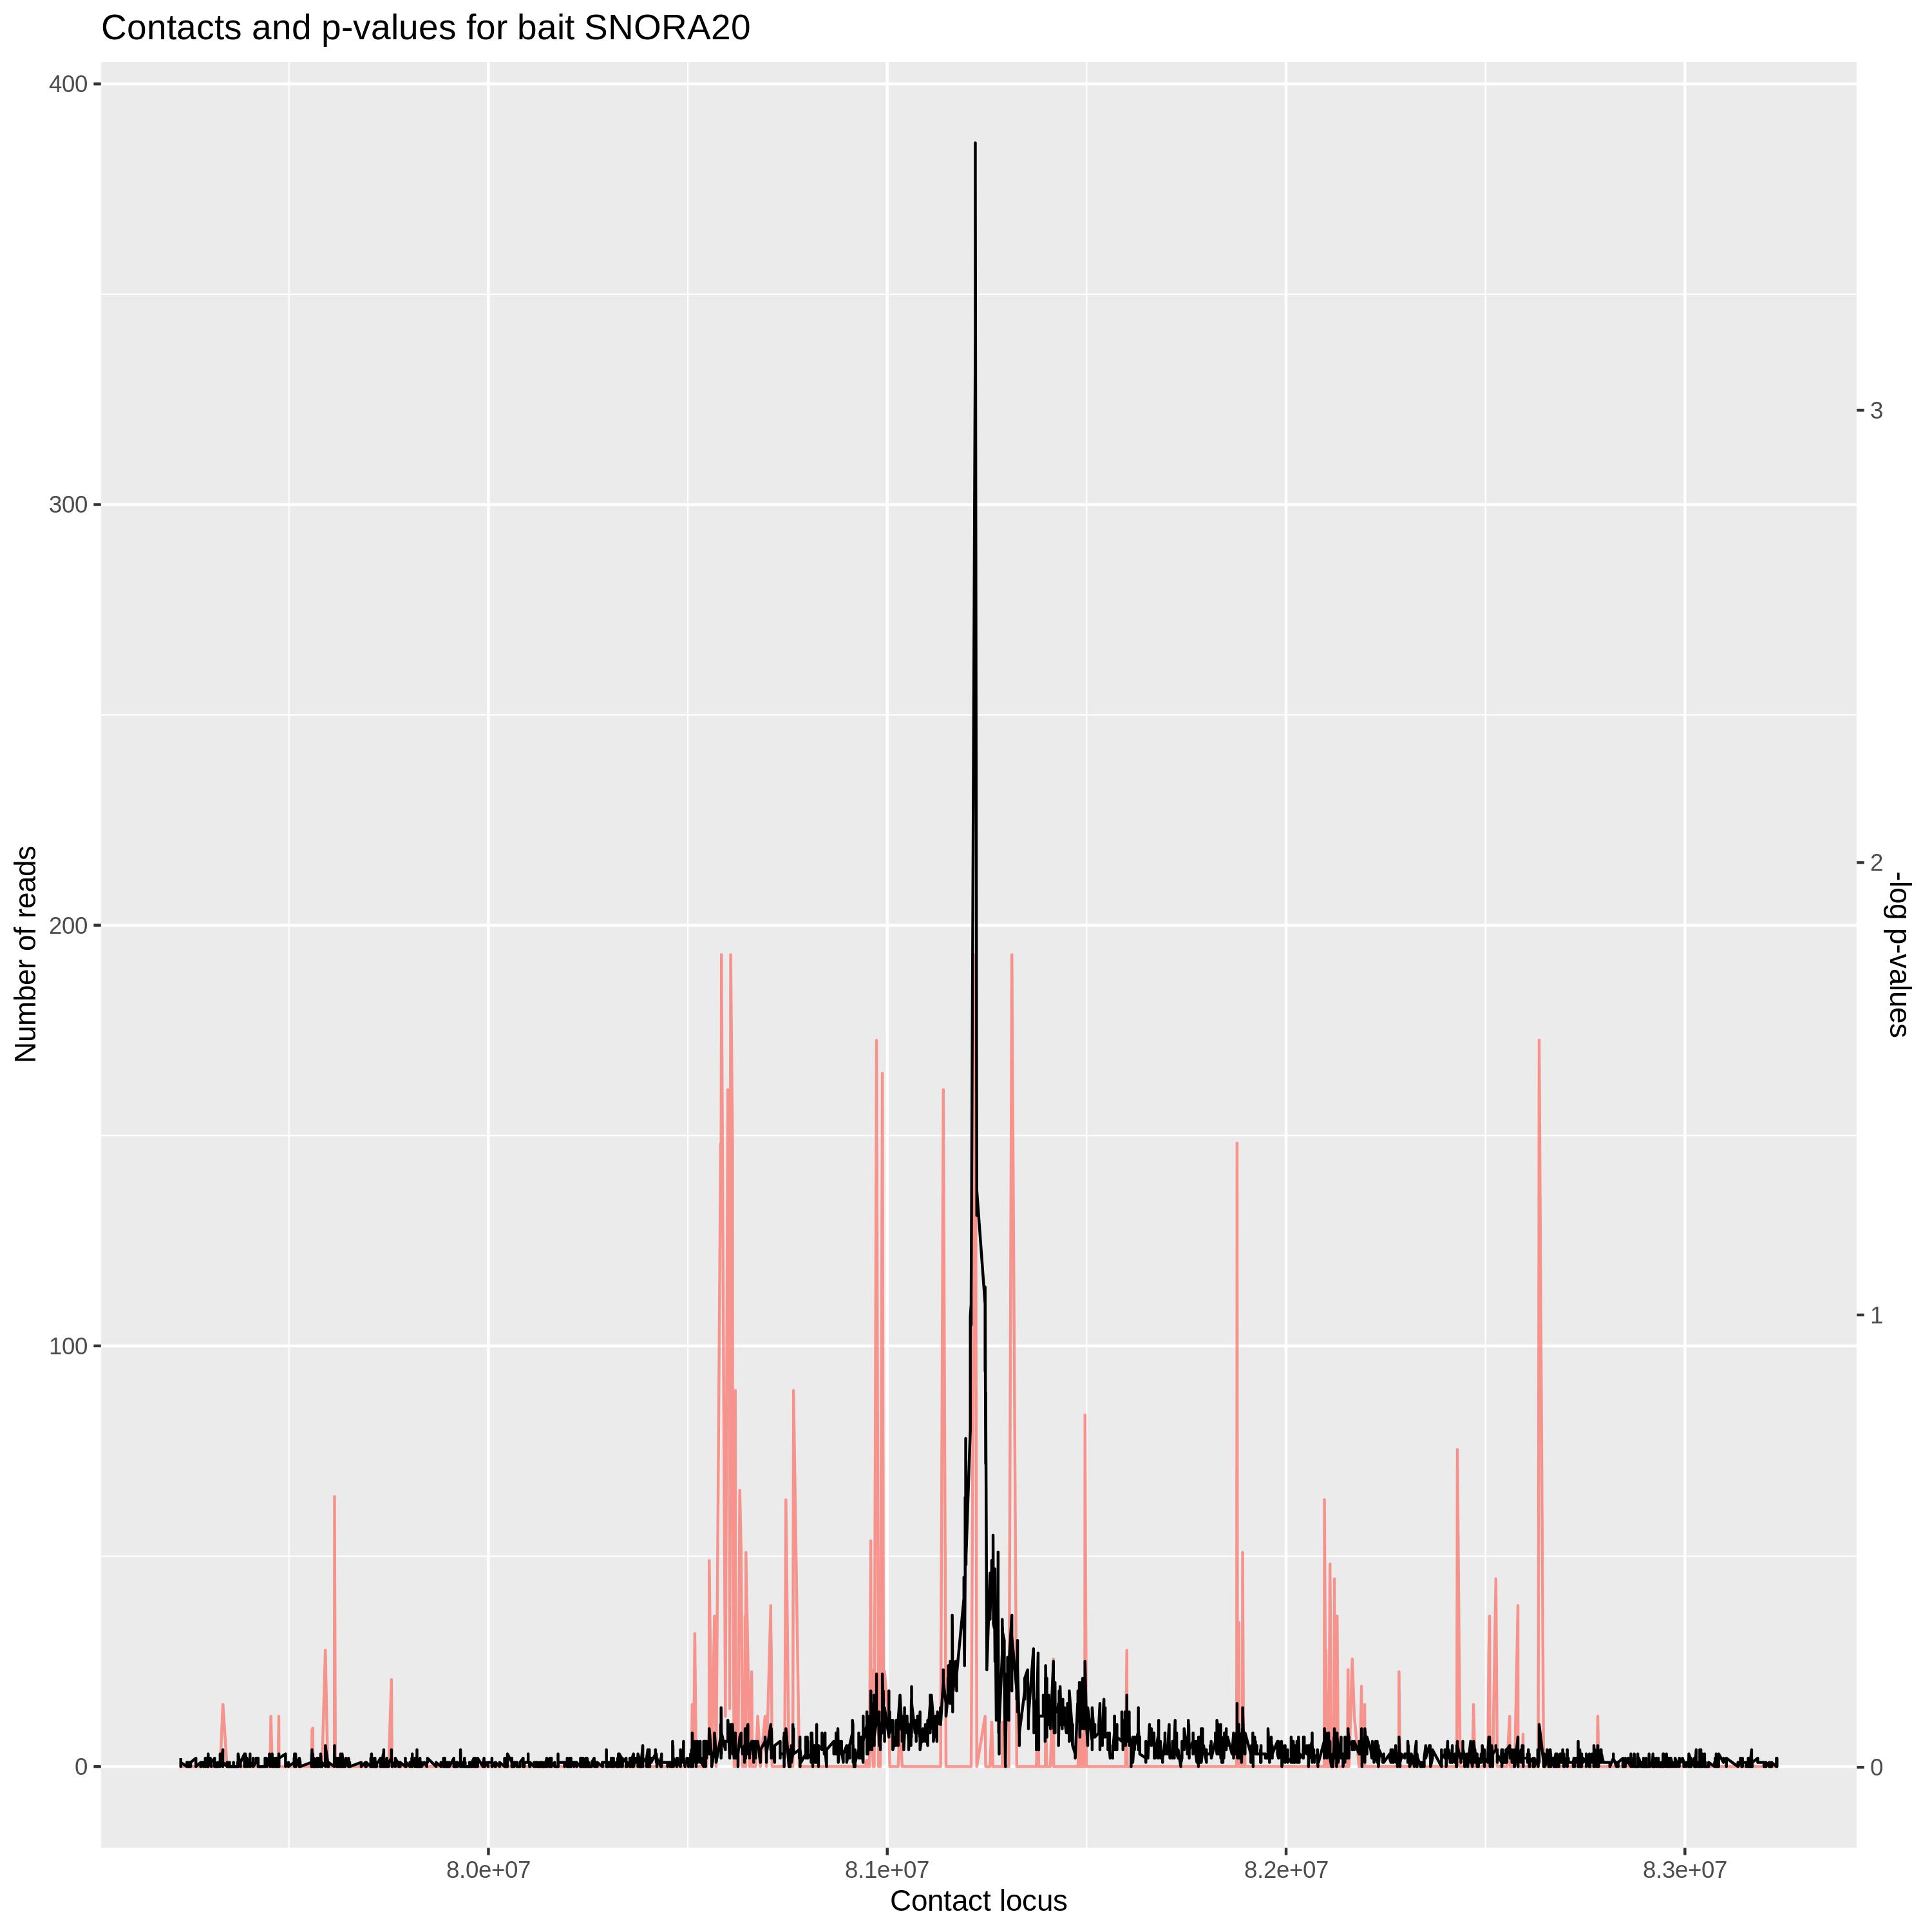 Contacts and p-values for bait SNORA20
400
300
200
100
0
Number of reads
3
2
1
0
-log p-values
8.0e+07
8.1e+07
8.2e+07
8.3e+07
Contact locus